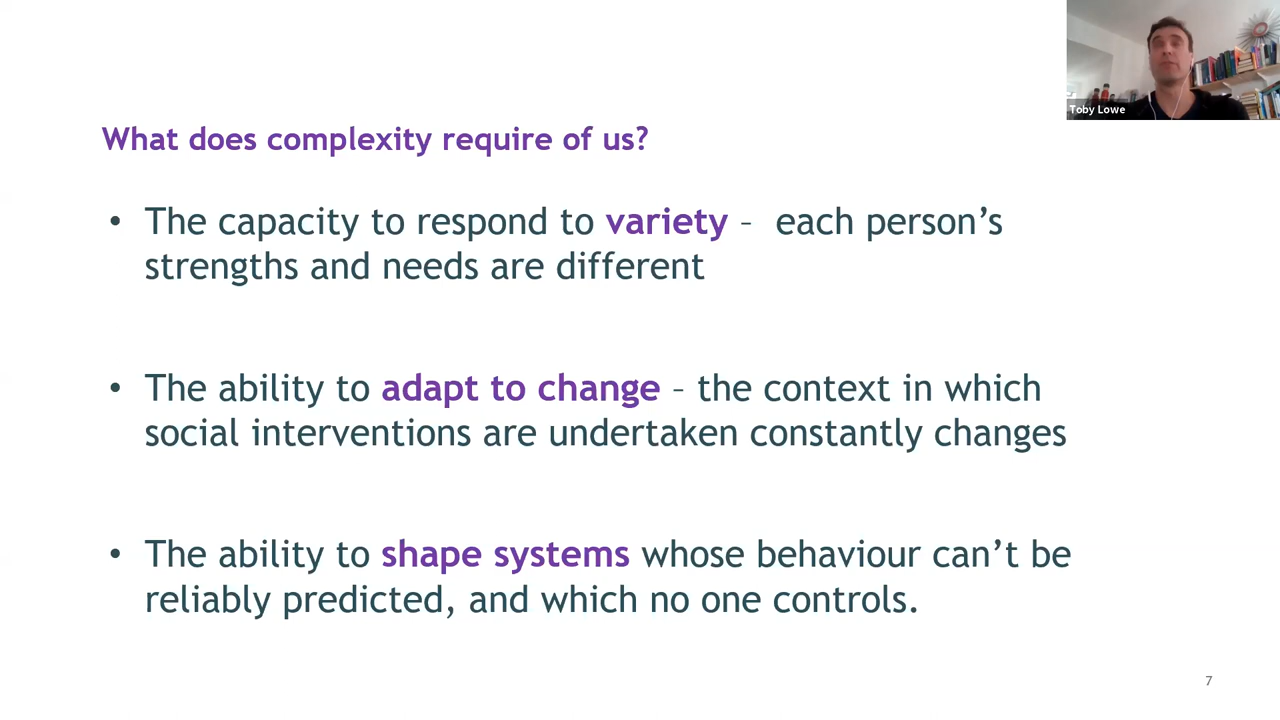 Toby Lowe
What does complexity require of us?
• The capacity to respond to variety –  each person’s
strengths and needs are different
• The ability to adapt to change – the context in which
social interventions are undertaken constantly changes
• The ability to shape systems whose behaviour can’t be
reliably predicted, and which no one controls.
7